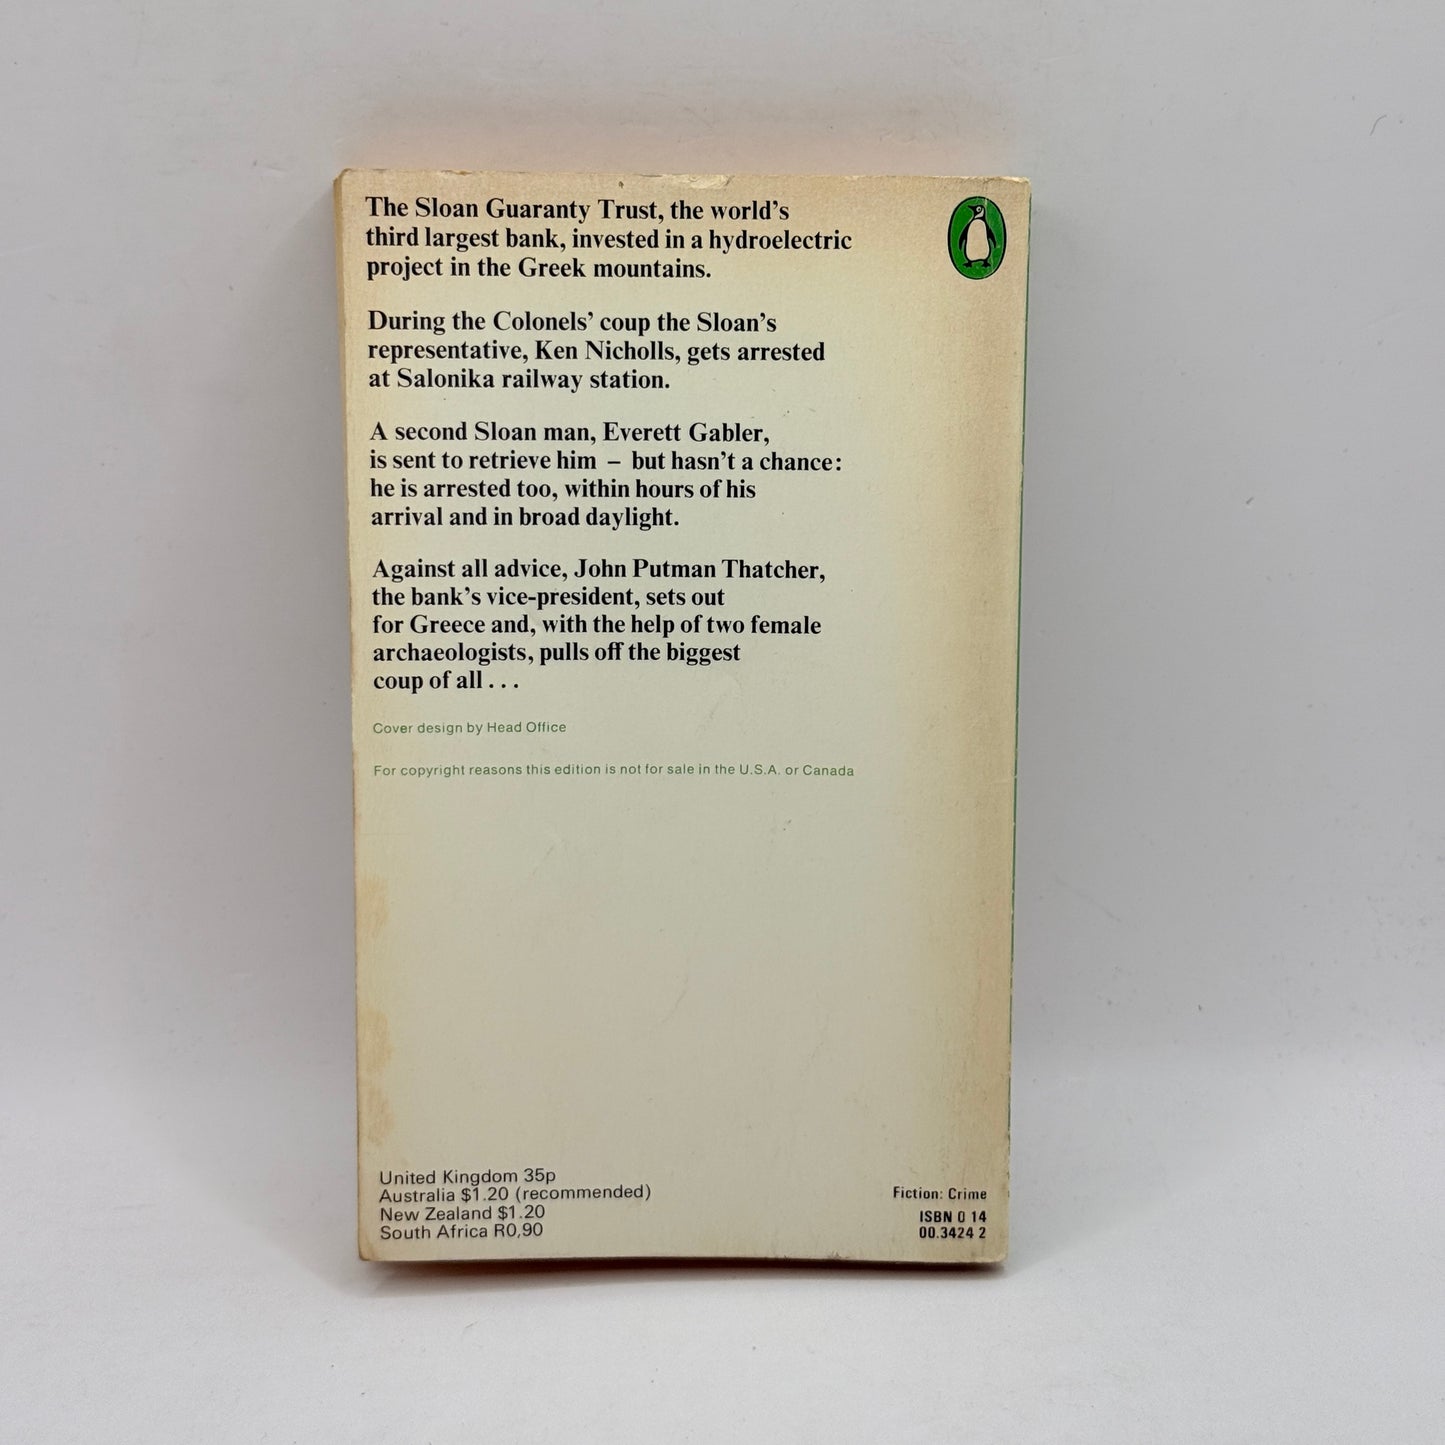 The Sloan Guaranty Trust, the world's
third largest bank, invested in a hydroelectric
project in the Greek mountains.
During the Colonels' coup the Sloan's
representative, Ken Nicholls, gets arrested
at Salonika railway station.
A second Sloan man, Everett Gabler,
is sent to retrieve him – but hasn't a chance:
he is arrested too, within hours of his
arrival and in broad daylight.
Against all advice, John Putman Thatcher,
the bank's vice-president, sets out
for Greece and, with the help of two female
archaeologists, pulls off the biggest
coup of all . . .
Cover design by Head Office
For copyright reasons this edition is not for sale in the U.S.A. or Canada
United Kingdom 35p
Australia $1.20 (recommended)
New Zealand $1.20
South Africa R0,90
Fiction: Crime
ISBN 0 14
00.3424 2